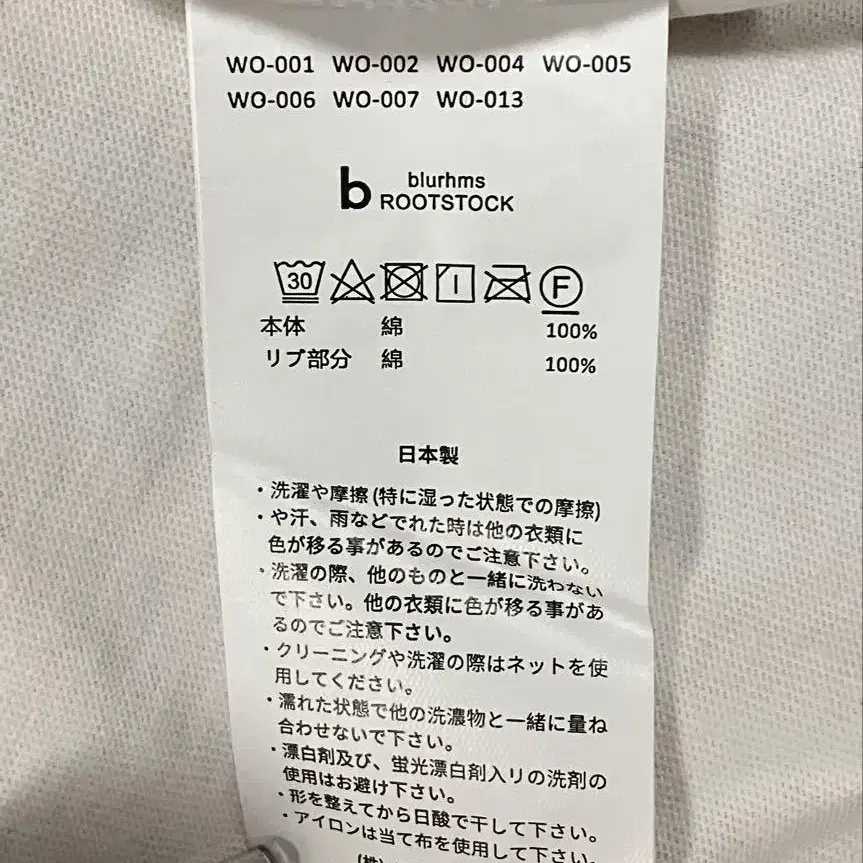 WO-001 WO-002 WO-004 WO-005
WO-006 WO-007 WO-013
b blurhms
ROOTSTOCK
30 F
本体 綿 100%
リブ部分 綿 100%
日本製
・洗濯や摩擦(特に湿った状態での摩擦)
・や汗、雨などでれた時は他の衣類に
色が移る事があるのでご注意下さい。
・洗濯の際、他のものと一緒に洗わない
で下さい。他の衣類に色が移る事があ
るのでご注意下さい。
・クリーニングや洗濯の際はネットを使
用してください。
・濡れた状態で他の洗濃物と一緒に量ね
合わせないで下さい。
・漂白剤及び、蛍光漂白剤入りの洗剤の
使用はお避け下さい。
・形を整えてから日酸で干して下さい。
・アイロンは当て布を使用して下さい。
(株)